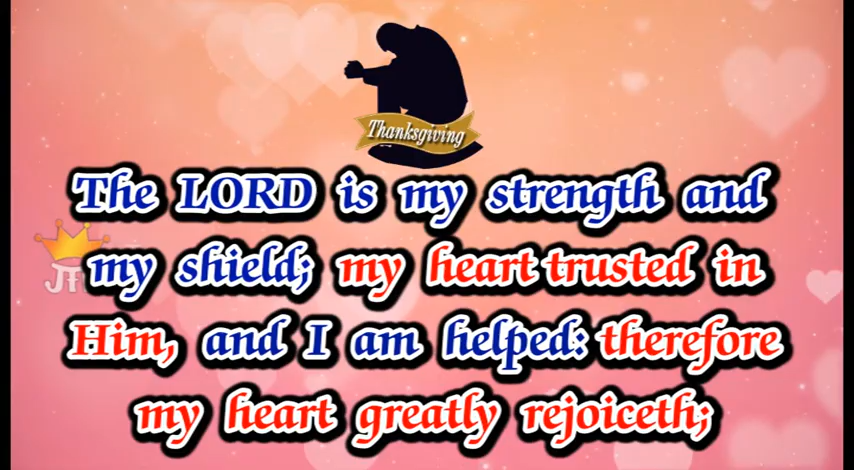 Thanksgiving
The LORD is my strength and
my shield; my heart trusted in
Him, and I am helped: therefore
my heart greatly rejoiceth;